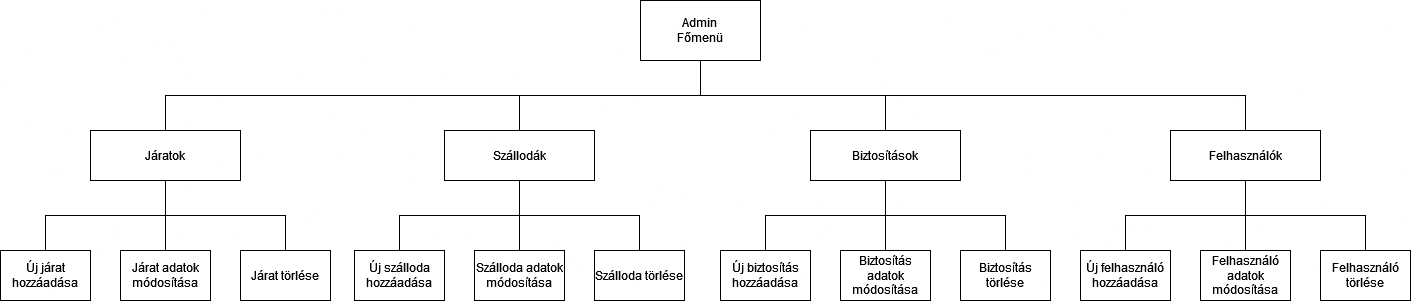 Admin
Főmenü
Járatok
Szállodák
Biztosítások
Felhasználók
Új járat
hozzáadása
Járat adatok
módosítása
Járat törlése
Új szálloda
hozzáadása
Szálloda adatok
módosítása
Szálloda törlése
Új biztosítás
hozzáadása
Biztosítás
adatok
módosítása
Biztosítás
törlése
Új felhasználó
hozzáadása
Felhasználó
adatok
módosítása
Felhasználó
törlése